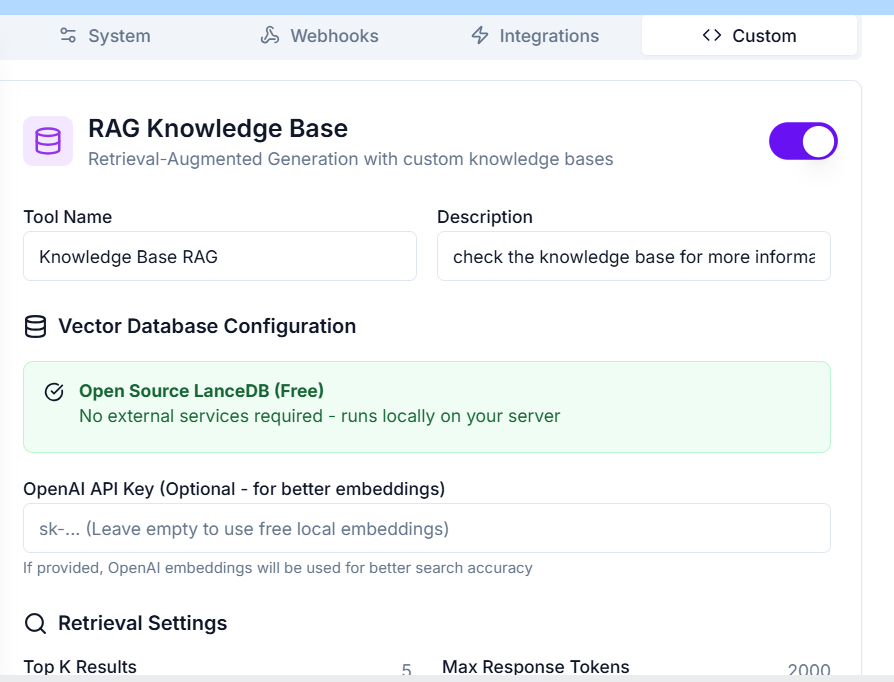 System Webhooks Integrations Custom
RAG Knowledge Base
Retrieval-Augmented Generation with custom knowledge bases
Tool Name Description
Knowledge Base RAG check the knowledge base for more informa
Vector Database Configuration
Open Source LanceDB (Free)
No external services required - runs locally on your server
OpenAI API Key (Optional - for better embeddings)
sk-... (Leave empty to use free local embeddings)
If provided, OpenAI embeddings will be used for better search accuracy
Retrieval Settings
Top K Results 5 Max Response Tokens 2000